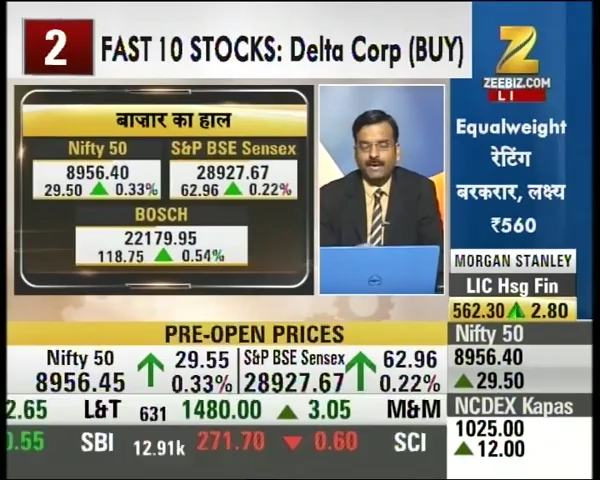 2
FAST 10 STOCKS: Delta Corp (BUY)
Z
ZEEBIZ.COM
LI
बाज़ार का हाल
Nifty 50
8956.40
29.50 ▲ 0.33%
S&P BSE Sensex
28927.67
62.96 ▲ 0.22%
BOSCH
22179.95
118.75 ▲ 0.54%
DELL
Equalweight
रेटिंग
बरकरार, लक्ष्य
₹560
MORGAN STANLEY
LIC Hsg Fin
562.30 ▲ 2.80
PRE-OPEN PRICES
Nifty 50 ↑ 29.55
8956.45 0.33%
S&P BSE Sensex ↑ 62.96
28927.67 0.22%
Nifty 50
8956.40
▲ 29.50
2.65 L&T 631 1480.00 ▲ 3.05 M&M
0.55 SBI 12.91k 271.70 ▼ 0.60 SCI
NCDEX Kapas
1025.00
▲ 12.00